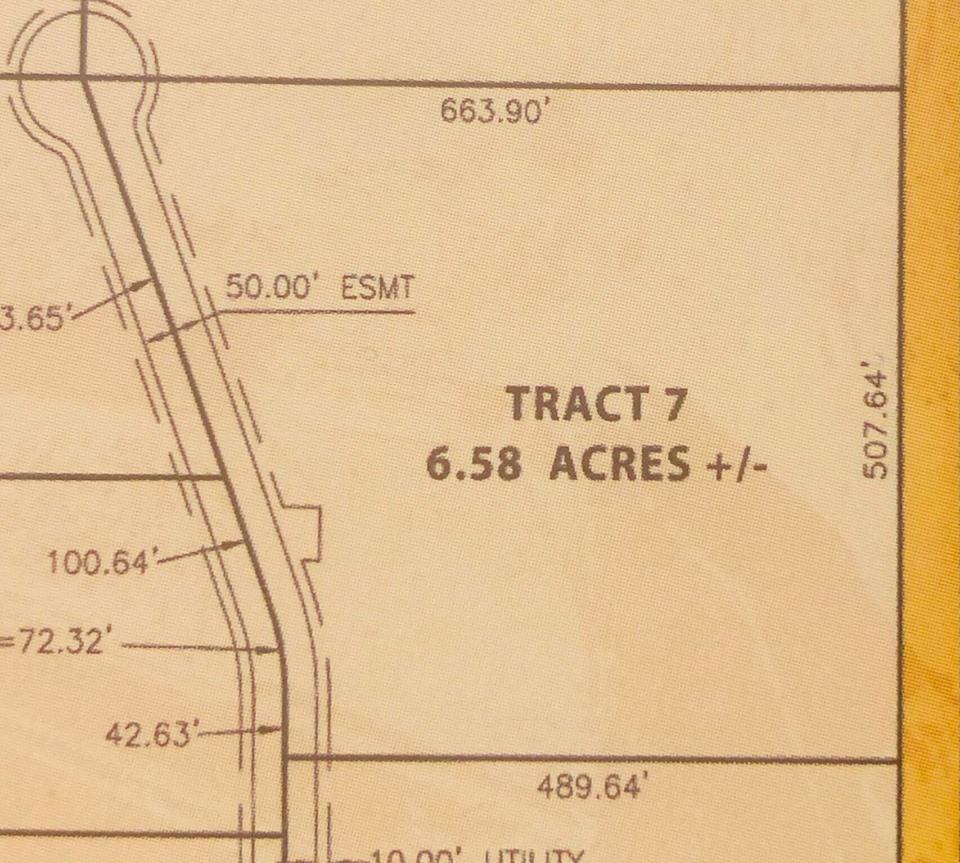 663.90'
50.00' ESMT
3.65'
TRACT 7
6.58 ACRES +/-
507.64'
100.64'
=72.32'
42.63'
489.64'
10.00' UTILITY